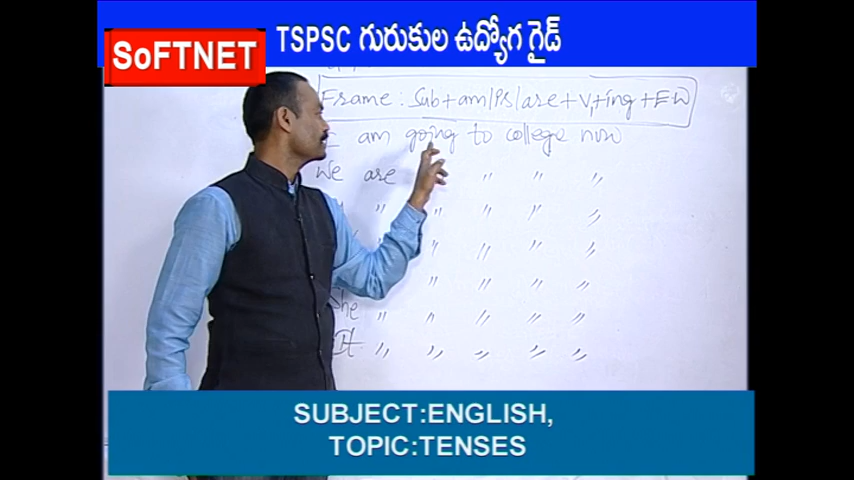 TSPSC గురుకుల ఉద్యోగ గైడ్
SoFTNET
Frame: Sub+am/is/are+V₁+ing+EW
I am going to college now
We are " " "
" " " " "
" " " "
" " " "
She " " " " "
It " " " " "
SUBJECT:ENGLISH,
TOPIC:TENSES